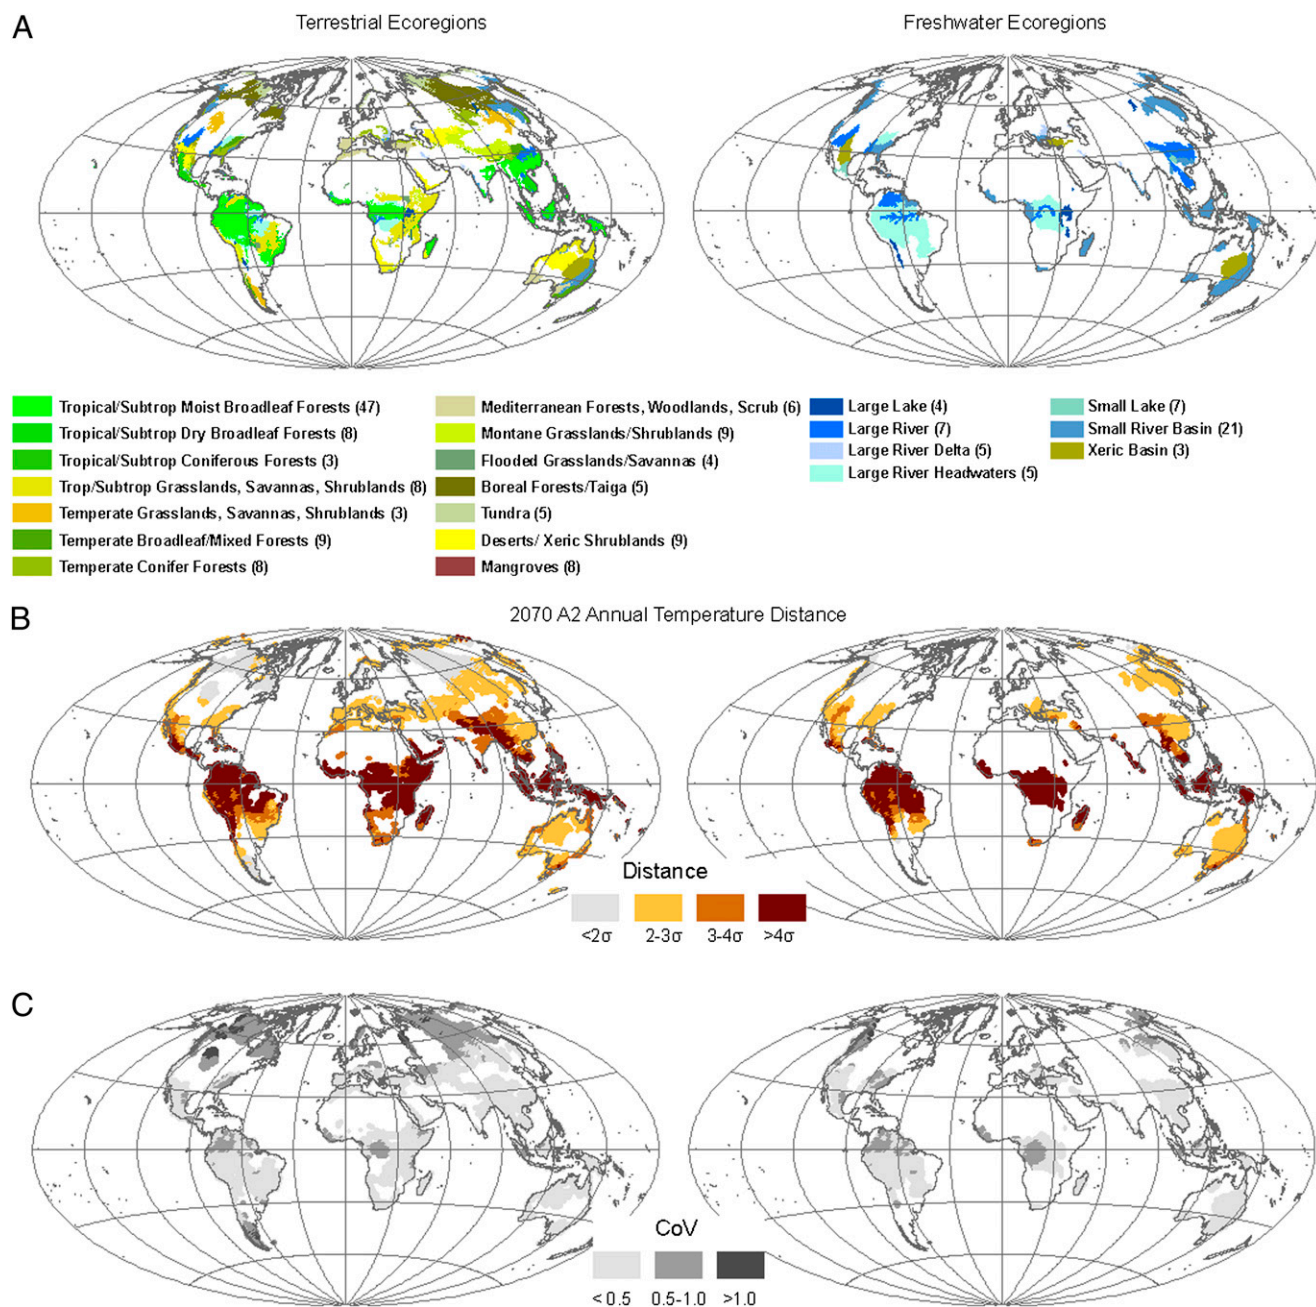 A
Terrestrial Ecoregions
Freshwater Ecoregions
Tropical/Subtrop Moist Broadleaf Forests (47)
Tropical/Subtrop Dry Broadleaf Forests (8)
Tropical/Subtrop Coniferous Forests (3)
Trop/Subtrop Grasslands, Savannas, Shrublands (8)
Temperate Grasslands, Savannas, Shrublands (3)
Temperate Broadleaf/Mixed Forests (9)
Temperate Conifer Forests (8)
Mediterranean Forests, Woodlands, Scrub (6)
Montane Grasslands/Shrublands (9)
Flooded Grasslands/Savannas (4)
Boreal Forests/Taiga (5)
Tundra (5)
Deserts/ Xeric Shrublands (9)
Mangroves (8)
Large Lake (4)
Large River (7)
Large River Delta (5)
Large River Headwaters (5)
Small Lake (7)
Small River Basin (21)
Xeric Basin (3)
B
2070 A2 Annual Temperature Distance
Distance
<2σ 2-3σ 3-4σ >4σ
C
CoV
< 0.5 0.5-1.0 >1.0